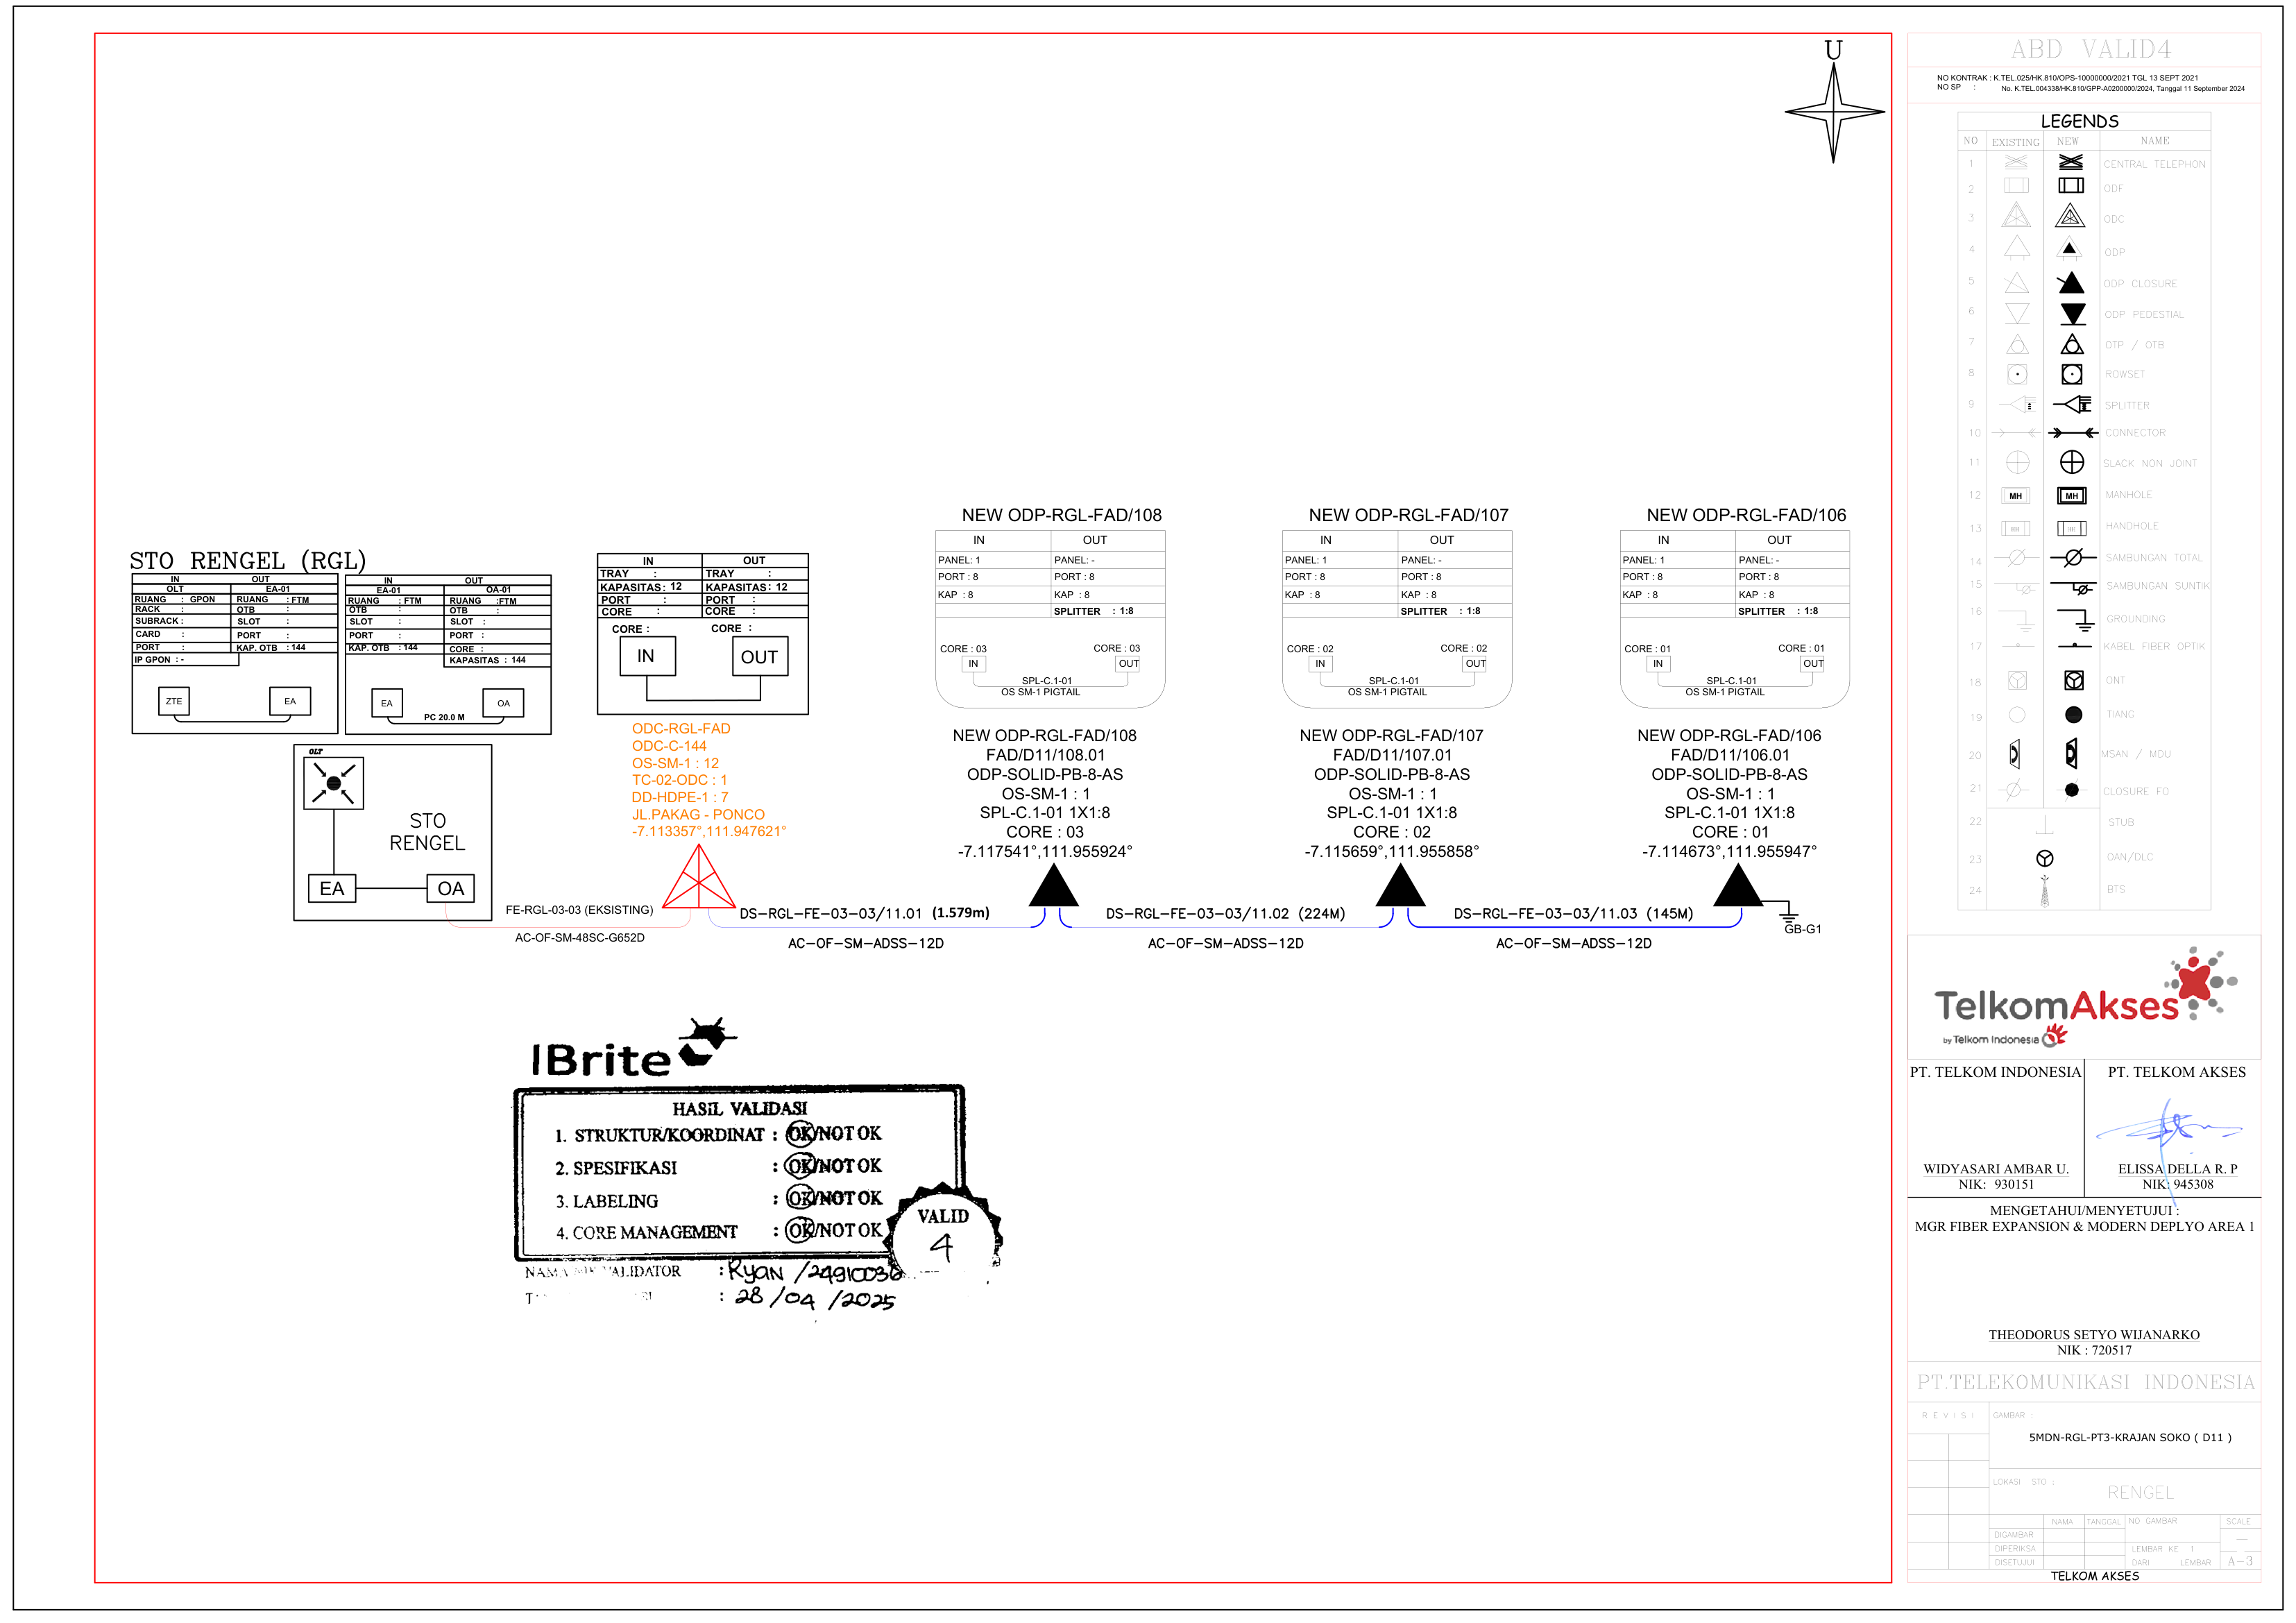 U
STO RENGEL (RGL)
IN OUT
OLT EA-01
RUANG : GPON RUANG : FTM
RACK : OTB :
SUBRACK : SLOT :
CARD : PORT :
PORT : KAP. OTB : 144
IP GPON : -
ZTE EA
IN OUT
EA-01 OA-01
RUANG : FTM RUANG :FTM
OTB : OTB :
SLOT : SLOT :
PORT : PORT :
KAP. OTB : 144 CORE :
KAPASITAS : 144
EA OA
PC 20.0 M
OLT
STO
RENGEL
EA OA
IN OUT
TRAY : TRAY :
KAPASITAS : 12 KAPASITAS : 12
PORT : PORT :
CORE : CORE :
CORE : CORE :
IN OUT
ODC-RGL-FAD
ODC-C-144
OS-SM-1 : 12
TC-02-ODC : 1
DD-HDPE-1 : 7
JL.PAKAG - PONCO
-7.113357°,111.947621°
NEW ODP-RGL-FAD/108
IN OUT
PANEL: 1 PANEL: -
PORT : 8 PORT : 8
KAP : 8 KAP : 8
SPLITTER : 1:8
CORE : 03 CORE : 03
IN OUT
SPL-C.1-01
OS SM-1 PIGTAIL
NEW ODP-RGL-FAD/108
FAD/D11/108.01
ODP-SOLID-PB-8-AS
OS-SM-1 : 1
SPL-C.1-01 1X1:8
CORE : 03
-7.117541°,111.955924°
NEW ODP-RGL-FAD/107
IN OUT
PANEL: 1 PANEL: -
PORT : 8 PORT : 8
KAP : 8 KAP : 8
SPLITTER : 1:8
CORE : 02 CORE : 02
IN OUT
SPL-C.1-01
OS SM-1 PIGTAIL
NEW ODP-RGL-FAD/107
FAD/D11/107.01
ODP-SOLID-PB-8-AS
OS-SM-1 : 1
SPL-C.1-01 1X1:8
CORE : 02
-7.115659°,111.955858°
NEW ODP-RGL-FAD/106
IN OUT
PANEL: 1 PANEL: -
PORT : 8 PORT : 8
KAP : 8 KAP : 8
SPLITTER : 1:8
CORE : 01 CORE : 01
IN OUT
SPL-C.1-01
OS SM-1 PIGTAIL
NEW ODP-RGL-FAD/106
FAD/D11/106.01
ODP-SOLID-PB-8-AS
OS-SM-1 : 1
SPL-C.1-01 1X1:8
CORE : 01
-7.114673°,111.955947°
FE-RGL-03-03 (EKSISTING)
AC-OF-SM-48SC-G652D
DS-RGL-FE-03-03/11.01 (1.579m)
AC-OF-SM-ADSS-12D
DS-RGL-FE-03-03/11.02 (224M)
AC-OF-SM-ADSS-12D
DS-RGL-FE-03-03/11.03 (145M)
AC-OF-SM-ADSS-12D
GB-G1
IBrite
HASIL VALIDASI
1. STRUKTUR/KOORDINAT : OK/NOT OK
2. SPESIFIKASI : OK/NOT OK
3. LABELING : OK/NOT OK
4. CORE MANAGEMENT : OK/NOT OK
VALID
4
VALIDATOR : Ryan /24910036
: 28 /04 /2025
ABD VALID4
NO KONTRAK : K.TEL.025/HK.810/OPS-10000000/2021 TGL 13 SEPT 2021
NO SP : No. K.TEL.004338/HK.810/GPP-A0200000/2024, Tanggal 11 September 2024
LEGENDS
NO EXISTING NEW NAME
1 CENTRAL TELEPHON
2 ODF
3 ODC
4 ODP
5 ODP CLOSURE
6 ODP PEDESTIAL
7 OTP / OTB
8 ROWSET
9 SPLITTER
10 CONNECTOR
11 SLACK NON JOINT
12 MH MH MANHOLE
13 HH HH HANDHOLE
14 SAMBUNGAN TOTAL
15 SAMBUNGAN SUNTIK
16 GROUNDING
17 KABEL FIBER OPTIK
18 ONT
19 TIANG
20 MSAN / MDU
21 CLOSURE FO
22 STUB
23 OAN/DLC
24 BTS
TelkomAkses
by Telkom Indonesia
PT. TELKOM INDONESIA PT. TELKOM AKSES
WIDYASARI AMBAR U. ELISSA DELLA R. P
NIK: 930151 NIK: 945308
MENGETAHUI/MENYETUJUI :
MGR FIBER EXPANSION & MODERN DEPLYO AREA 1
THEODORUS SETYO WIJANARKO
NIK : 720517
PT.TELEKOMUNIKASI INDONESIA
REVISI GAMBAR :
5MDN-RGL-PT3-KRAJAN SOKO ( D11 )
LOKASI STO :
RENGEL
NAMA TANGGAL NO GAMBAR SCALE
DIGAMBAR
DIPERIKSA LEMBAR KE 1
DISETUJUI DARI LEMBAR A-3
TELKOM AKSES